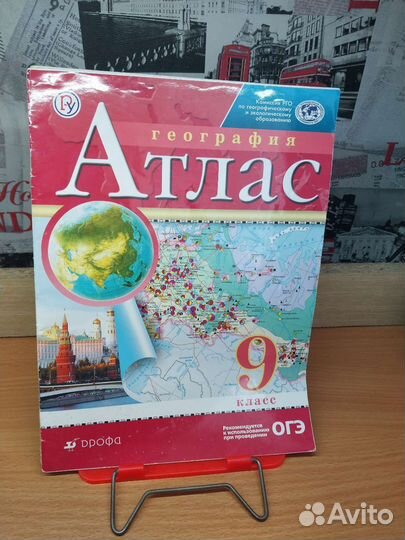 Комиссия РГО
по географическому
и экологическому
образованию
география
Атлас
9
класс
Рекомендуется
к использованию
при проведении
ОГЭ
дрофа
Avito